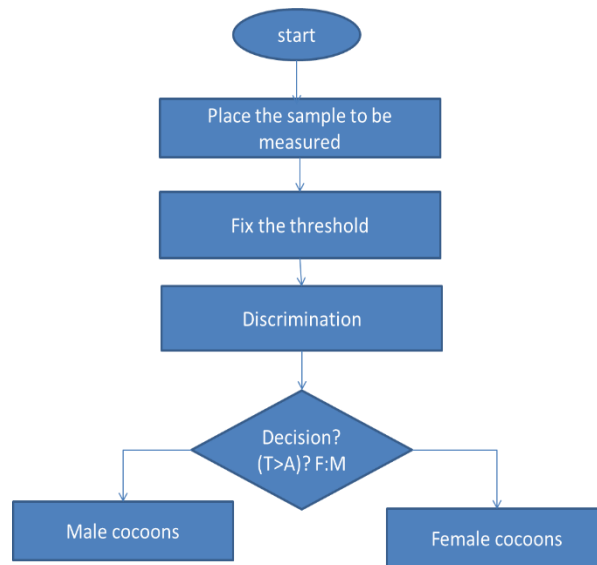 start
Place the sample to be
measured
Fix the threshold
Discrimination
Decision?
(T>A)? F:M
Male cocoons
Female cocoons